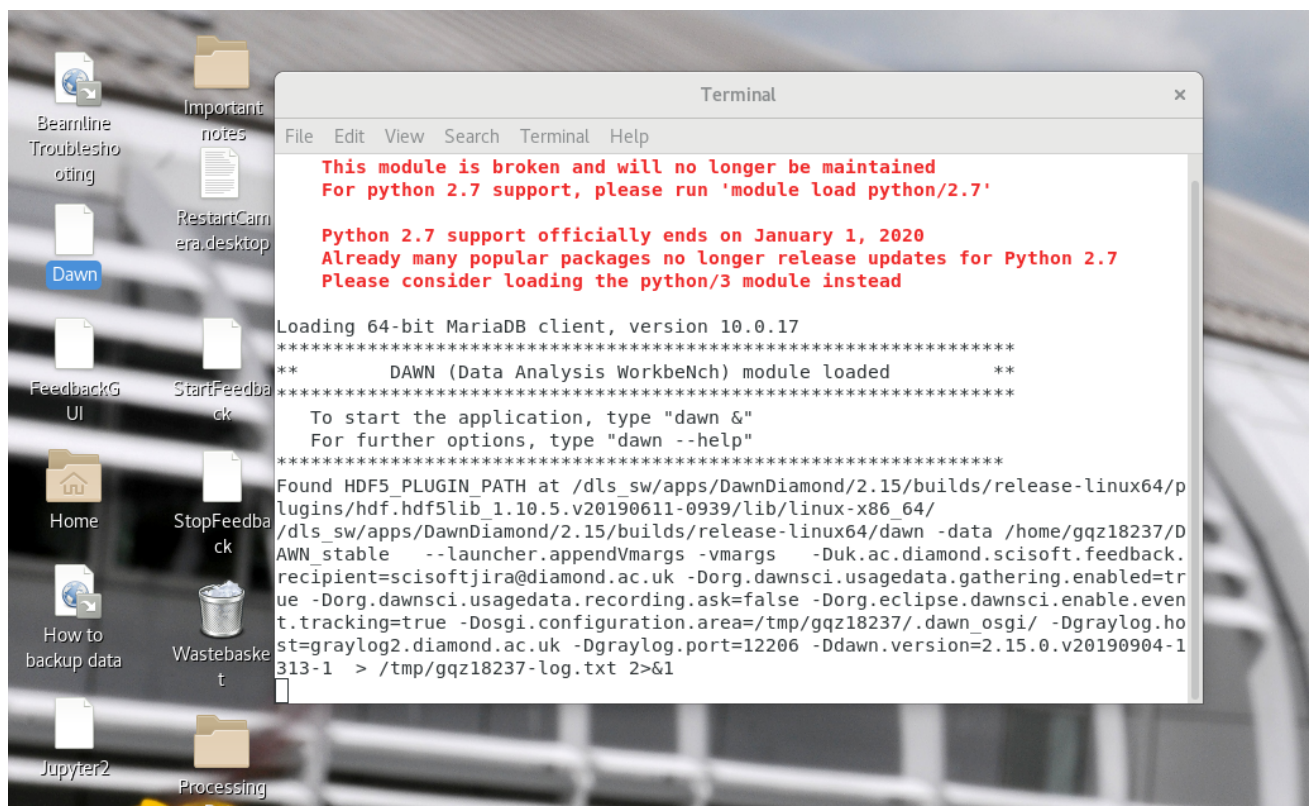 Beamline
Troublesho
oting
Important
notes
RestartCam
era.desktop
Dawn
FeedbackG
UI
StartFeedba
ck
Home
StopFeedba
ck
How to
backup data
Wastebaske
t
Jupyter2
Processing
Terminal ×
File Edit View Search Terminal Help
This module is broken and will no longer be maintained
For python 2.7 support, please run 'module load python/2.7'
Python 2.7 support officially ends on January 1, 2020
Already many popular packages no longer release updates for Python 2.7
Please consider loading the python/3 module instead
Loading 64-bit MariaDB client, version 10.0.17
*****************************************************************
**        DAWN (Data Analysis WorkbeNch) module loaded         **
*****************************************************************
To start the application, type "dawn &"
For further options, type "dawn --help"
****************************************************************
Found HDF5_PLUGIN_PATH at /dls_sw/apps/DawnDiamond/2.15/builds/release-linux64/p
lugins/hdf.hdf5lib_1.10.5.v20190611-0939/lib/linux-x86_64/
/dls_sw/apps/DawnDiamond/2.15/builds/release-linux64/dawn -data /home/gqz18237/D
AWN_stable   --launcher.appendVmargs -vmargs   -Duk.ac.diamond.scisoft.feedback.
recipient=scisoftjira@diamond.ac.uk -Dorg.dawnsci.usagedata.gathering.enabled=tr
ue -Dorg.dawnsci.usagedata.recording.ask=false -Dorg.eclipse.dawnsci.enable.even
t.tracking=true -Dosgi.configuration.area=/tmp/gqz18237/.dawn_osgi/ -Dgraylog.ho
st=graylog2.diamond.ac.uk -Dgraylog.port=12206 -Ddawn.version=2.15.0.v20190904-1
313-1  > /tmp/gqz18237-log.txt 2>&1